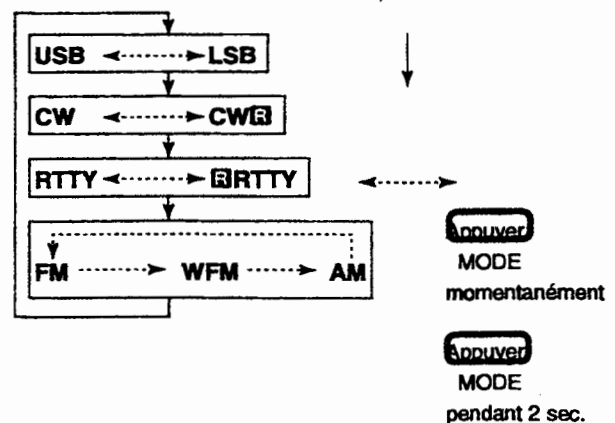 USB LSB
CW CWR
RTTY RRTTY
FM WFM AM
Appuyer
MODE
momentanément
Appuyer
MODE
pendant 2 sec.